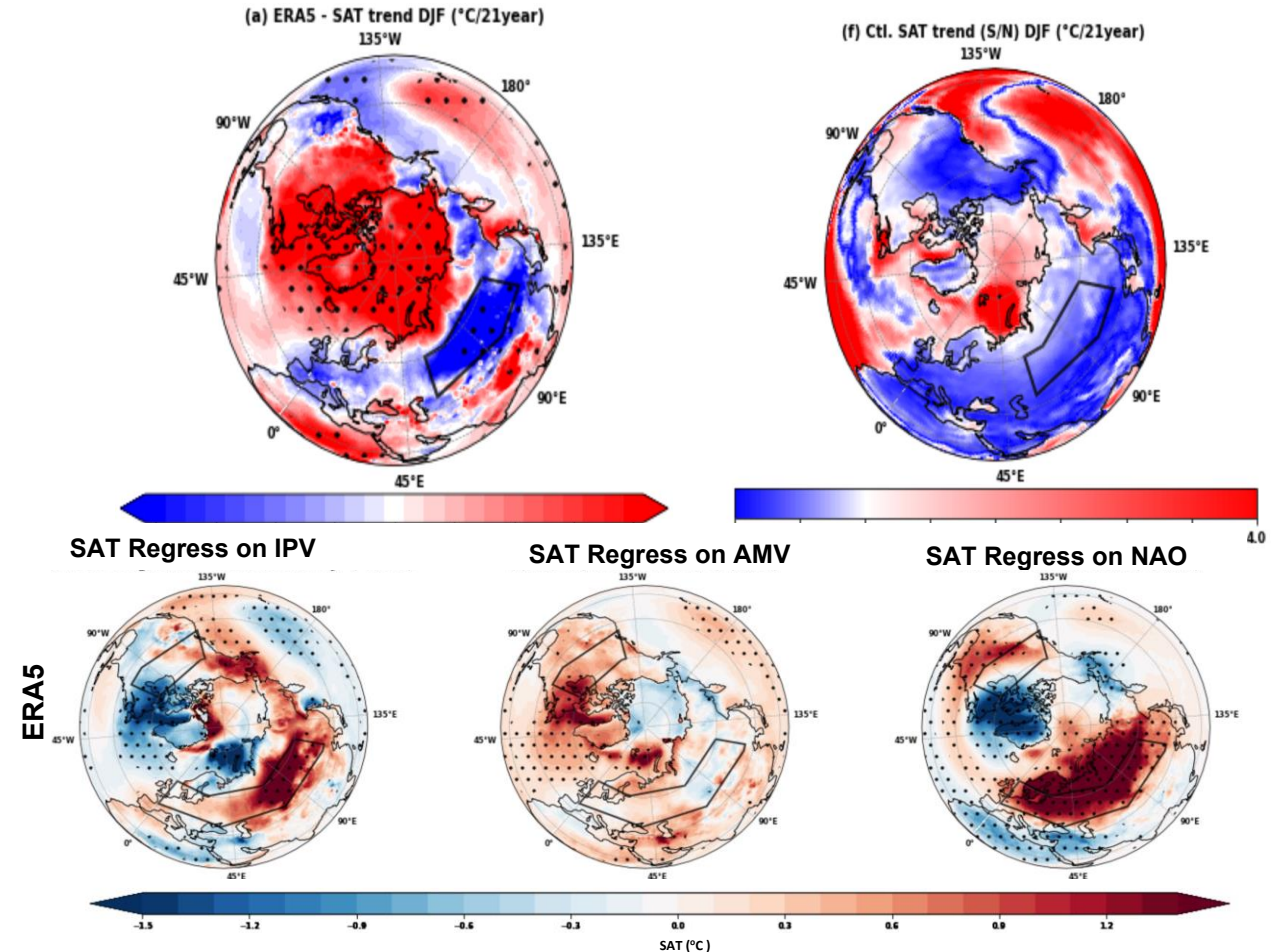 (a) ERA5 - SAT trend DJF (°C/21year)
135°W
180°
90°W
135°E
45°W
90°E
0°
45°E
(f) Ctl. SAT trend (S/N) DJF (°C/21year)
135°W
180°
90°W
135°E
45°W
90°E
0°
45°E
4.0
SAT Regress on IPV
SAT Regress on AMV
SAT Regress on NAO
ERA5
135°W
180°
90°W
135°E
45°W
90°E
0°
45°E
135°W
180°
90°W
135°E
45°W
90°E
0°
45°E
135°W
180°
90°W
135°E
45°W
90°E
0°
45°E
−1.5 −1.2 −0.9 −0.6 −0.3 0.0 0.3 0.6 0.9 1.2
SAT (°C )